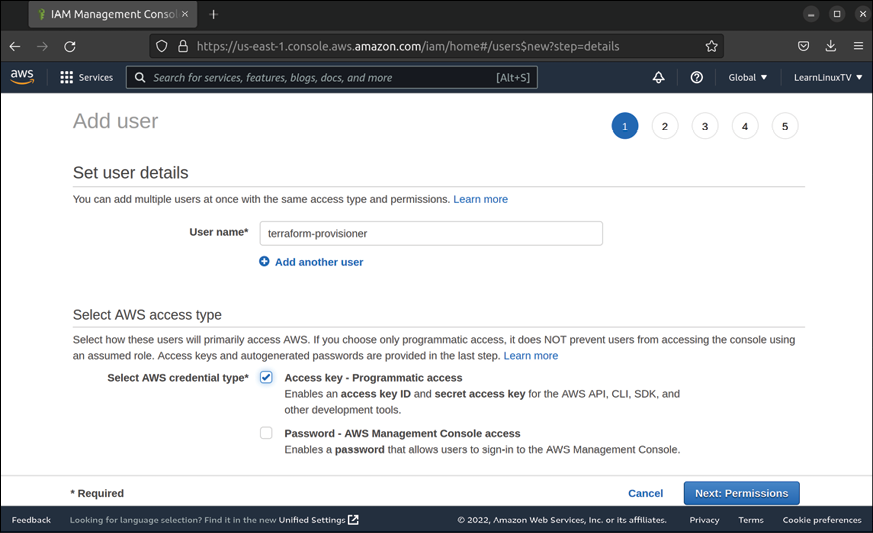 IAM Management Conso
https://us-east-1.console.aws.amazon.com/iam/home#/users$new?step=details
aws
Services
Search for services, features, blogs, docs, and more
[Alt+S]
Global
LearnLinuxTV
Add user
1
2
3
4
5
Set user details
You can add multiple users at once with the same access type and permissions. Learn more
User name*
terraform-provisioner
Add another user
Select AWS access type
Select how these users will primarily access AWS. If you choose only programmatic access, it does NOT prevent users from accessing the console using
an assumed role. Access keys and autogenerated passwords are provided in the last step. Learn more
Select AWS credential type*
Access key - Programmatic access
Enables an access key ID and secret access key for the AWS API, CLI, SDK, and
other development tools.
Password - AWS Management Console access
Enables a password that allows users to sign-in to the AWS Management Console.
* Required
Cancel
Next: Permissions
Feedback
Looking for language selection? Find it in the new Unified Settings
© 2022, Amazon Web Services, Inc. or its affiliates.
Privacy
Terms
Cookie preferences